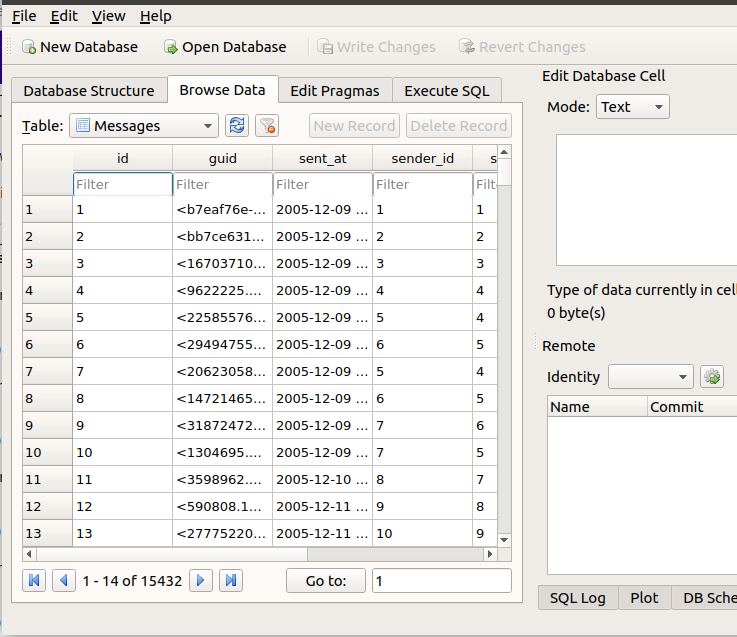 File Edit View Help
New Database Open Database Write Changes Revert Changes
Database Structure Browse Data Edit Pragmas Execute SQL
Table: Messages New Record Delete Record
id guid sent_at sender_id s
Filter Filter Filter Filter Filt
1 1 <b7eaf76e-... 2005-12-09 ... 1 1
2 2 <bb7ce631... 2005-12-09 ... 2 2
3 3 <16703710... 2005-12-09 ... 3 3
4 4 <9622225.... 2005-12-09 ... 4 4
5 5 <22585576... 2005-12-09 ... 5 4
6 6 <29494755... 2005-12-09 ... 6 5
7 7 <20623058... 2005-12-09 ... 5 4
8 8 <14721465... 2005-12-09 ... 6 5
9 9 <31872472... 2005-12-09 ... 7 6
10 10 <1304695.... 2005-12-09 ... 7 5
11 11 <3598962.... 2005-12-10 ... 8 7
12 12 <590808.1... 2005-12-11 ... 9 8
13 13 <27775220... 2005-12-11 ... 10 9
1 - 14 of 15432 Go to: 1
Edit Database Cell
Mode: Text
Type of data currently in cell
0 byte(s)
Remote
Identity
Name Commit
SQL Log Plot DB Sche